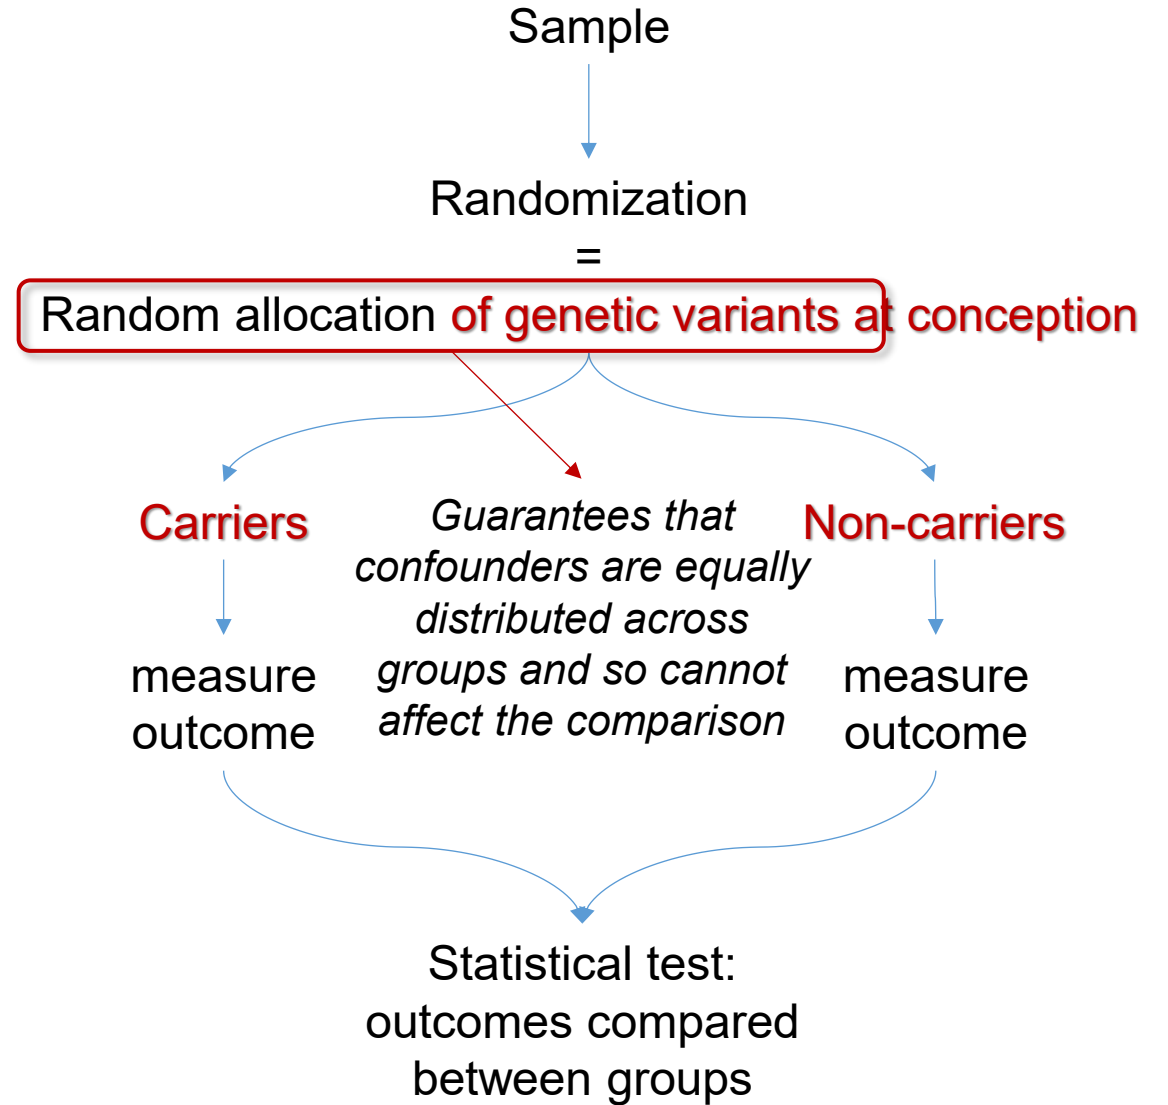 Sample
Randomization
=
Random allocation of genetic variants at conception
Carriers
Guarantees that
confounders are equally
distributed across
groups and so cannot
affect the comparison
Non-carriers
measure
outcome
measure
outcome
Statistical test:
outcomes compared
between groups